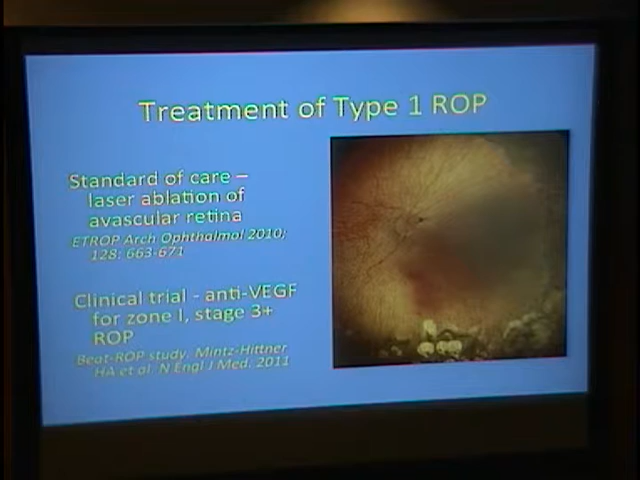 Treatment of Type 1 ROP
Standard of care –
laser ablation of
avascular retina
ETROP Arch Ophthalmol 2010;
128: 663-671
Clinical trial - anti-VEGF
for zone I, stage 3+
ROP
Beat-ROP study. Mintz-Hittner
HA et al N Engl J Med. 2011